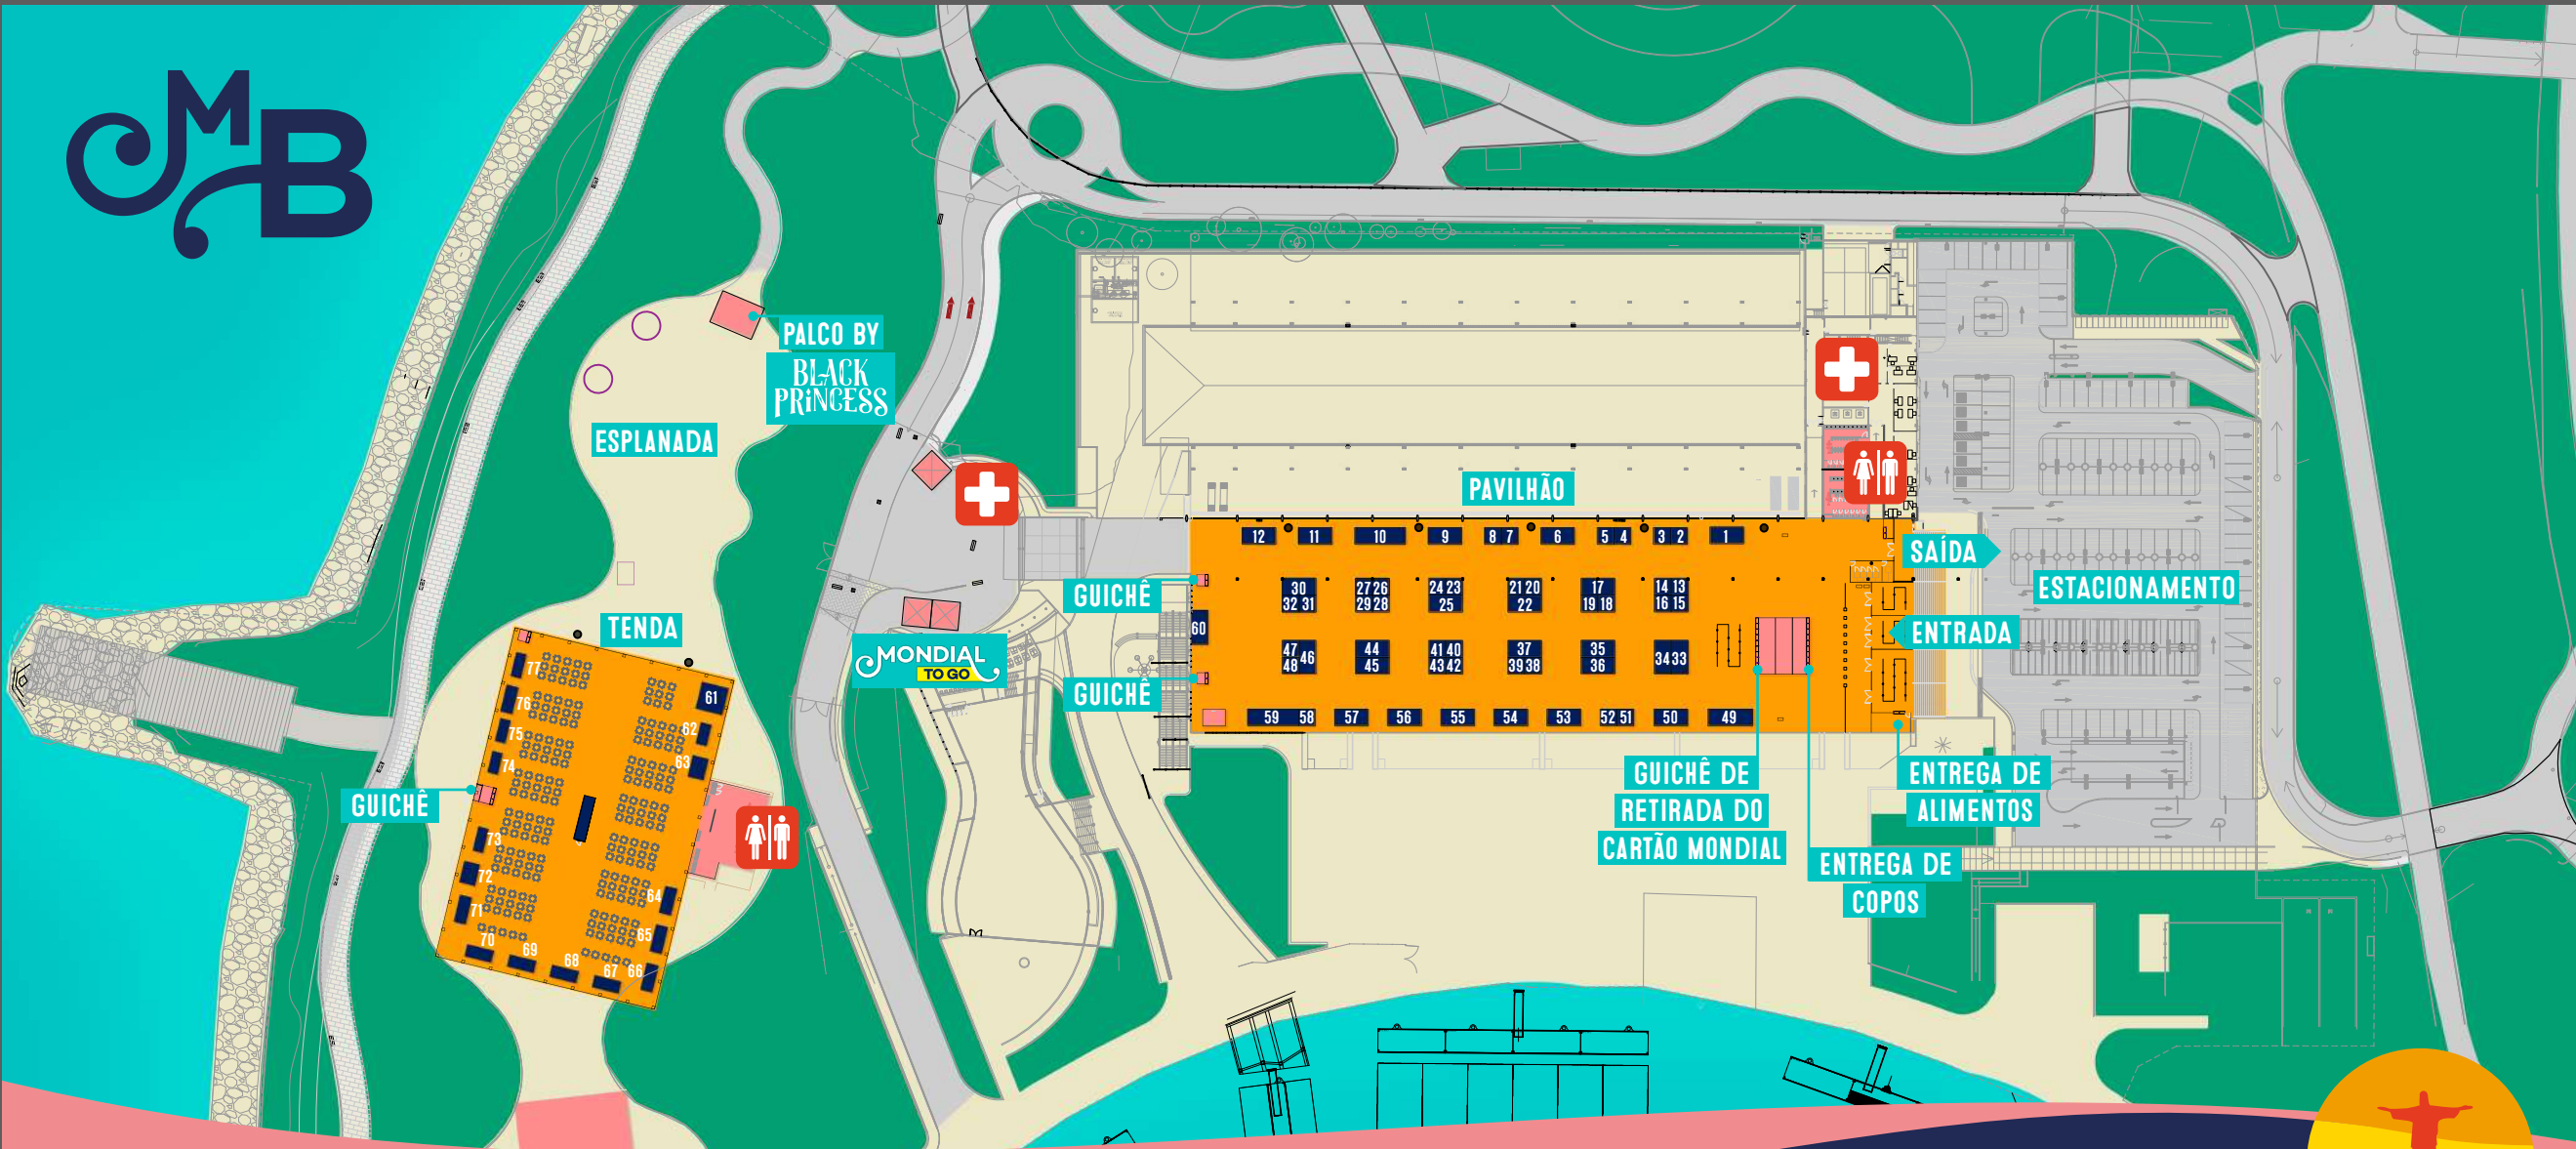 MB
PALCO BY
BLACK
PRINCESS
ESPLANADA
PAVILHÃO
12 11 10 9 8 7 6 5 4 3 2 1
SAÍDA
ESTACIONAMENTO
GUICHÊ
30 27 26 24 23 21 20 17 14 13
32 31 29 28 25 22 19 18 16 15
60
TENDA
ENTRADA
MONDIAL
TO GO
47 46 44 41 40 37 35 34 33
48 45 43 42 39 38 36
GUICHÊ
59 58 57 56 55 54 53 52 51 50 49
77
61
76
62
75
63
74
GUICHÊ
73
72
64
71
65
70
69
68
67
66
GUICHÊ DE
RETIRADA DO
CARTÃO MONDIAL
ENTREGA DE
ALIMENTOS
ENTREGA DE
COPOS